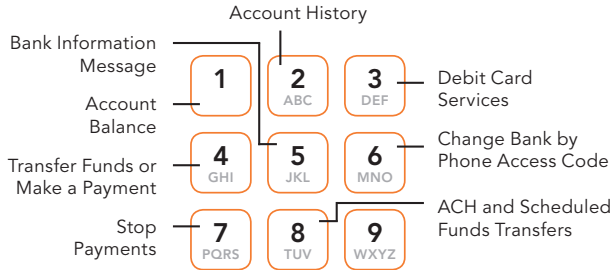 Account History
Bank Information
Message
1
2
ABC
3
DEF
Debit Card
Services
Account
Balance
Transfer Funds or
Make a Payment
4
GHI
5
JKL
6
MNO
Change Bank by
Phone Access Code
Stop
Payments
7
PQRS
8
TUV
9
WXYZ
ACH and Scheduled
Funds Transfers